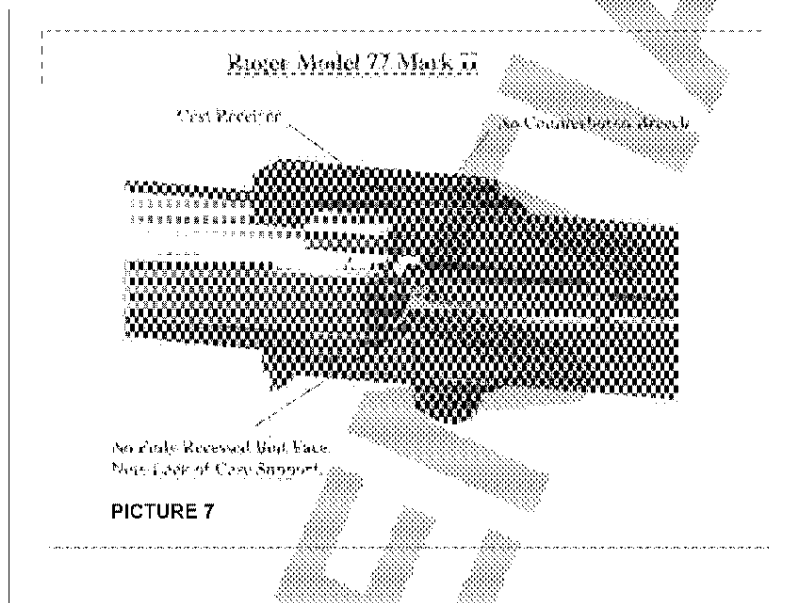 Ruger Model 77 Mark II
Cast Receiver
No Counterbored Breech
No Fully Recessed Bolt Face.
Note Lack of Case Support.
PICTURE 7